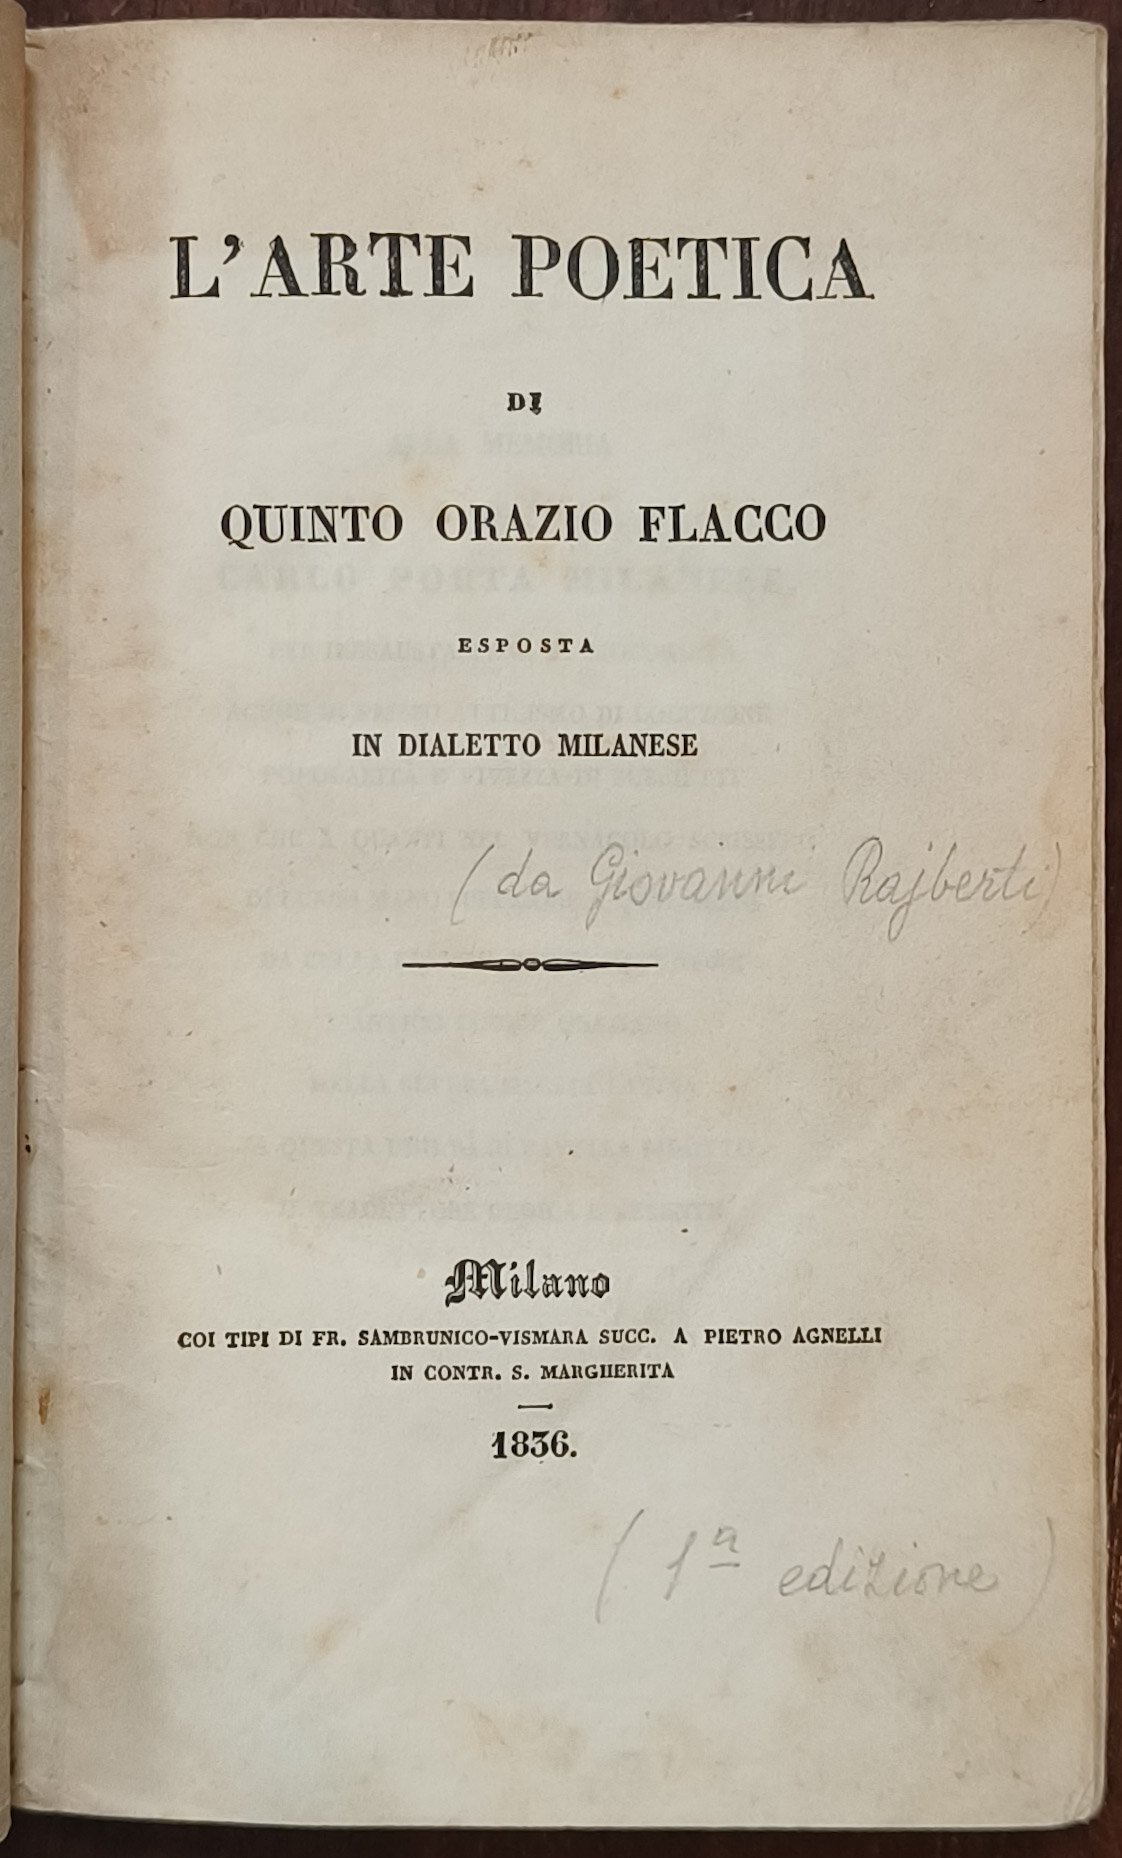 L'ARTE POETICA
DI
QUINTO ORAZIO FLACCO
ESPOSTA
IN DIALETTO MILANESE
(da Giovanni Rajberti)
Milano
COI TIPI DI FR. SAMBRUNICO-VISMARA SUCC. A PIETRO AGNELLI
IN CONTR. S. MARGHERITA
1836.
(1ª edizione)